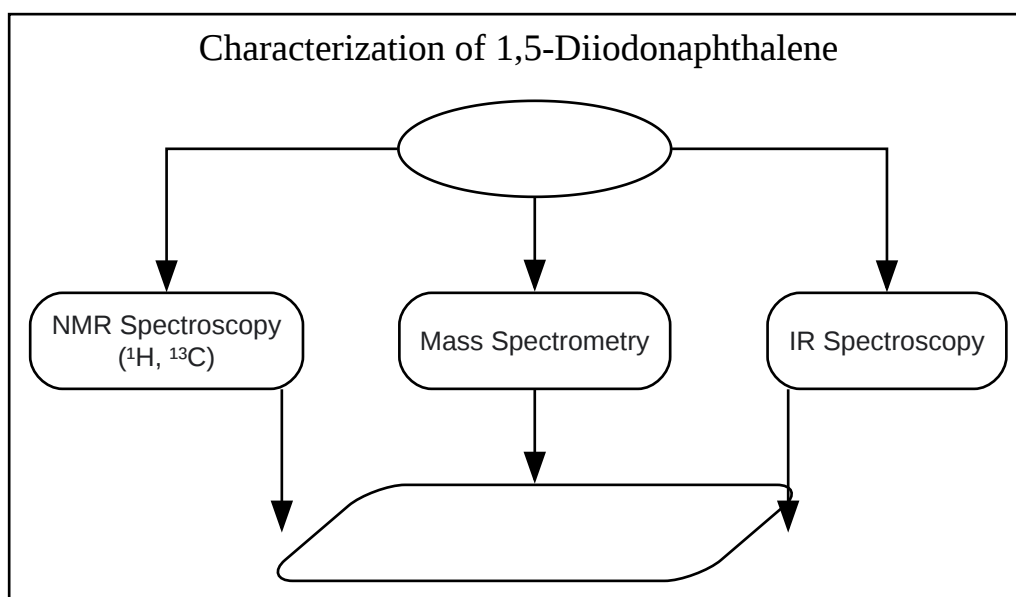 Characterization of 1,5-Diiodonaphthalene
NMR Spectroscopy
(¹H, ¹³C)
Mass Spectrometry
IR Spectroscopy